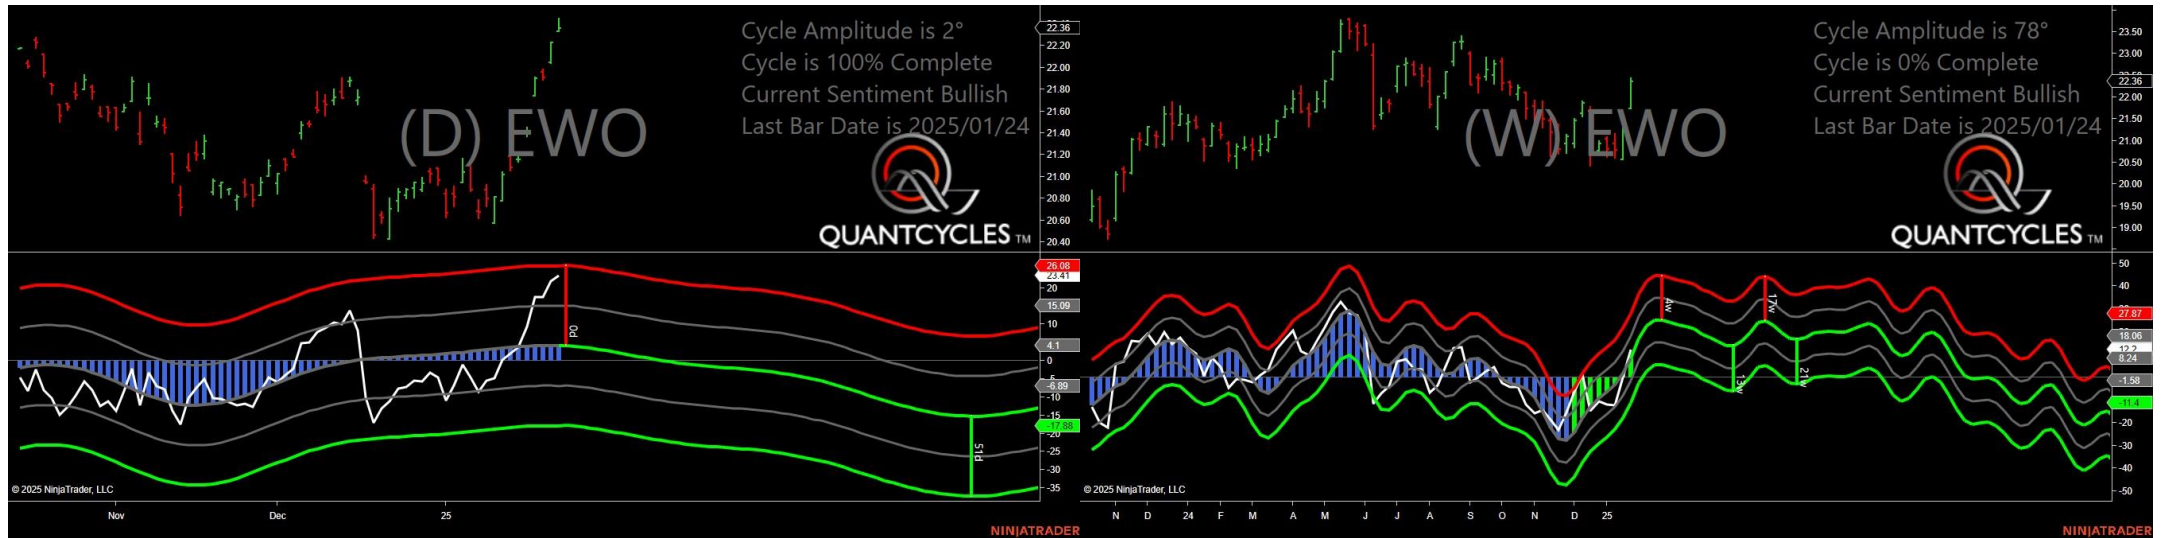 Cycle Amplitude is 2°
Cycle is 100% Complete
Current Sentiment Bullish
Last Bar Date is 2025/01/24
(D) EWO
QUANTCYCLES TM
22.36
22.20
22.00
21.80
21.60
21.40
21.20
21.00
20.80
20.60
20.40
26.08
23.41
20
15.09
10
4.1
0
-6.89
-10
-15
-17.88
-20
-25
-30
-35
0d
51d
© 2025 NinjaTrader, LLC
Nov Dec 25
NINJATRADER
Cycle Amplitude is 78°
Cycle is 0% Complete
Current Sentiment Bullish
Last Bar Date is 2025/01/24
(W) EWO
QUANTCYCLES TM
23.50
23.00
22.36
22.00
21.50
21.00
20.50
20.00
19.50
19.00
50
40
30
27.87
18.06
12.2
8.24
-1.58
-11.4
-20
-30
-40
-50
4w
17w
13w
21w
© 2025 NinjaTrader, LLC
N D 24 F M A M J J A S O N D 25
NINJATRADER